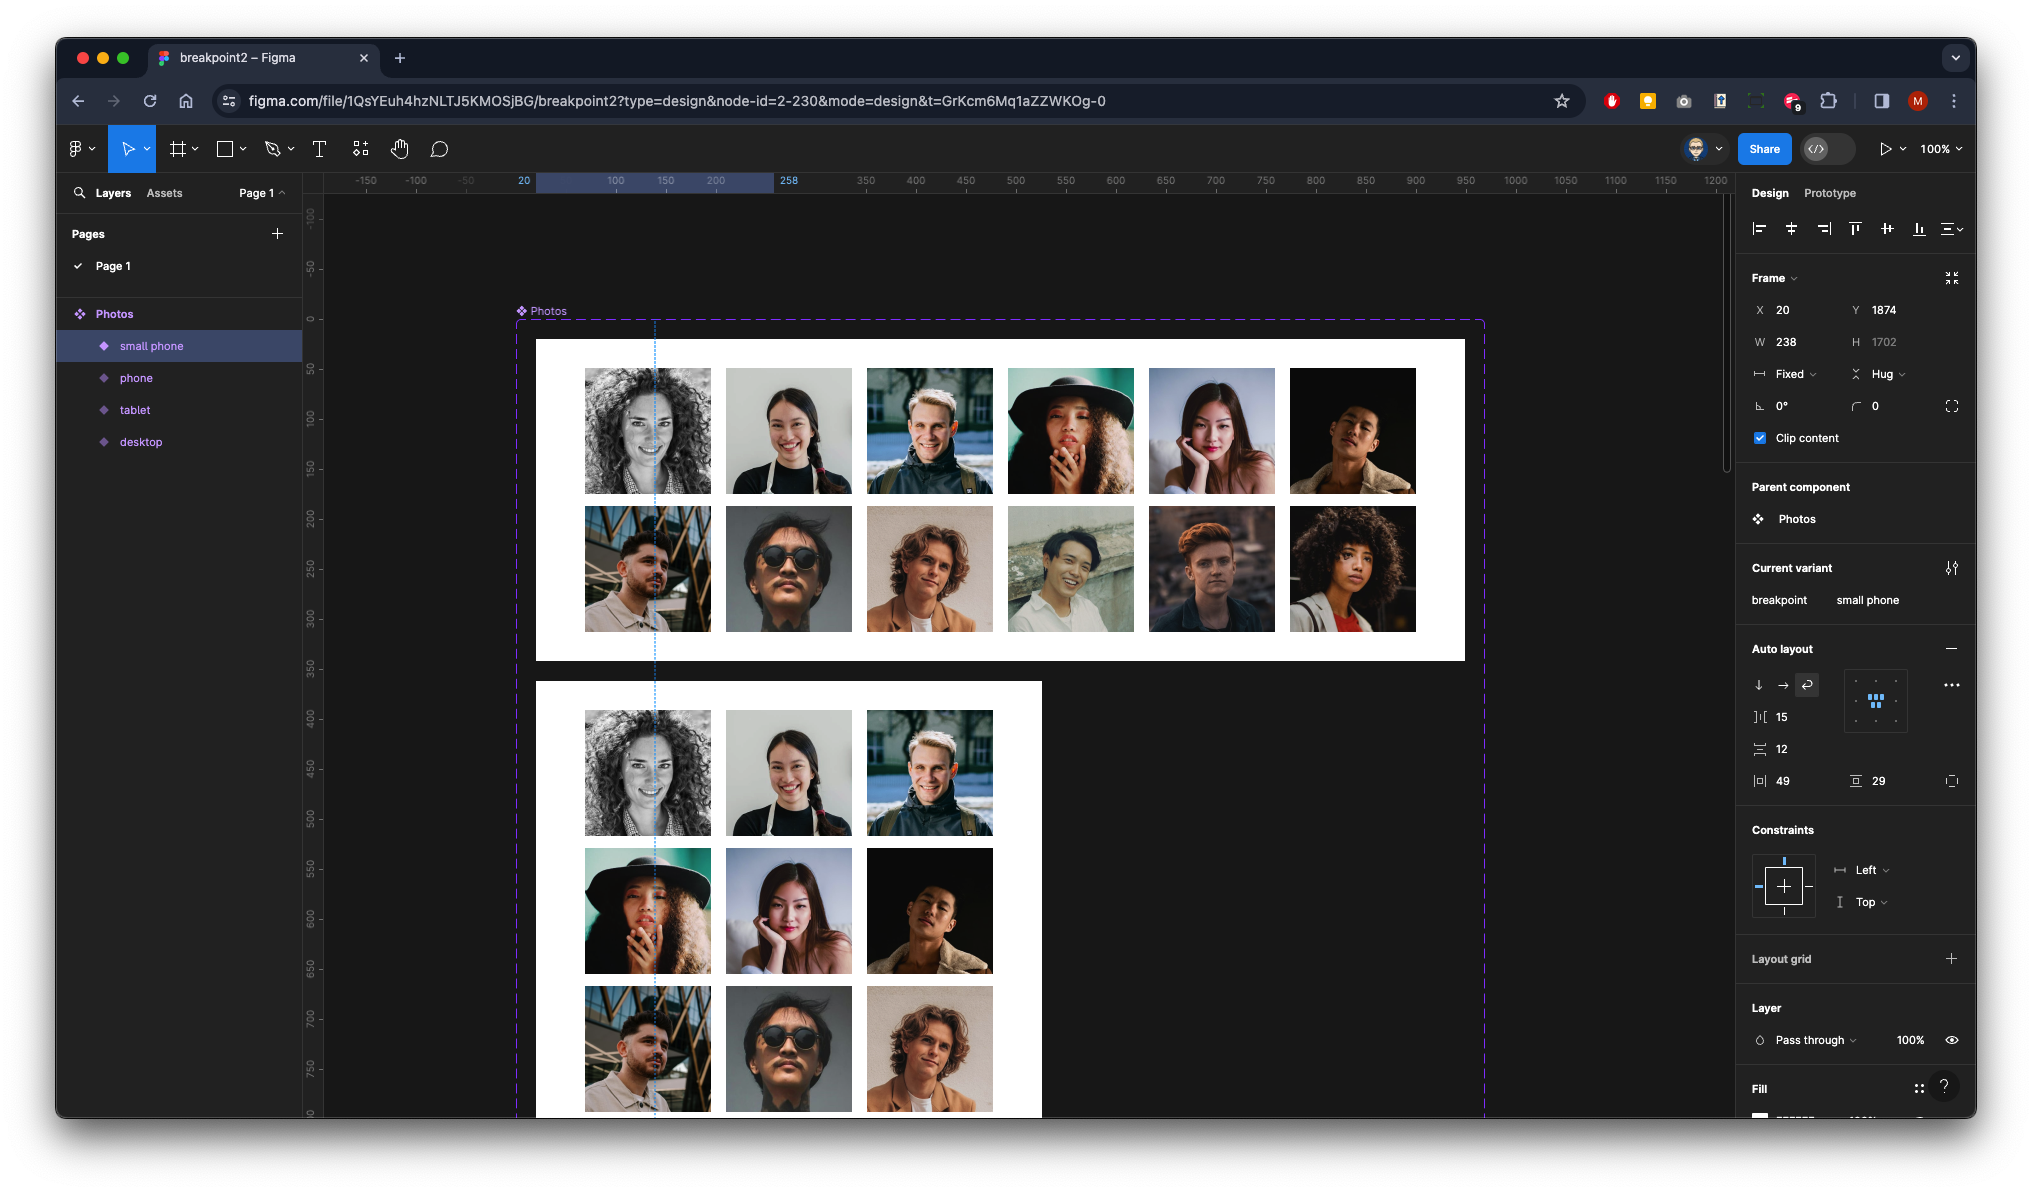 breakpoint2 – Figma
figma.com/file/1QsYEuh4hzNLTJ5KMOSjBG/breakpoint2?type=design&node-id=2-230&mode=design&t=GrKcm6Mq1aZZWKOg-0
9
M
Share
100%
Layers Assets Page 1
Pages
Page 1
Photos
small phone
phone
tablet
desktop
-150 -100 -50 20 100 150 200 258 350 400 450 500 550 600 650 700 750 800 850 900 950 1000 1050 1100 1150 1200
-100
-50
0
50
100
150
200
250
300
350
400
450
500
550
600
650
700
750
Photos
Design Prototype
Frame
X 20 Y 1874
W 238 H 1702
Fixed Hug
0° 0
Clip content
Parent component
Photos
Current variant
breakpoint small phone
Auto layout
15
12
49 29
Constraints
Left
Top
Layout grid
Layer
Pass through 100%
Fill
?